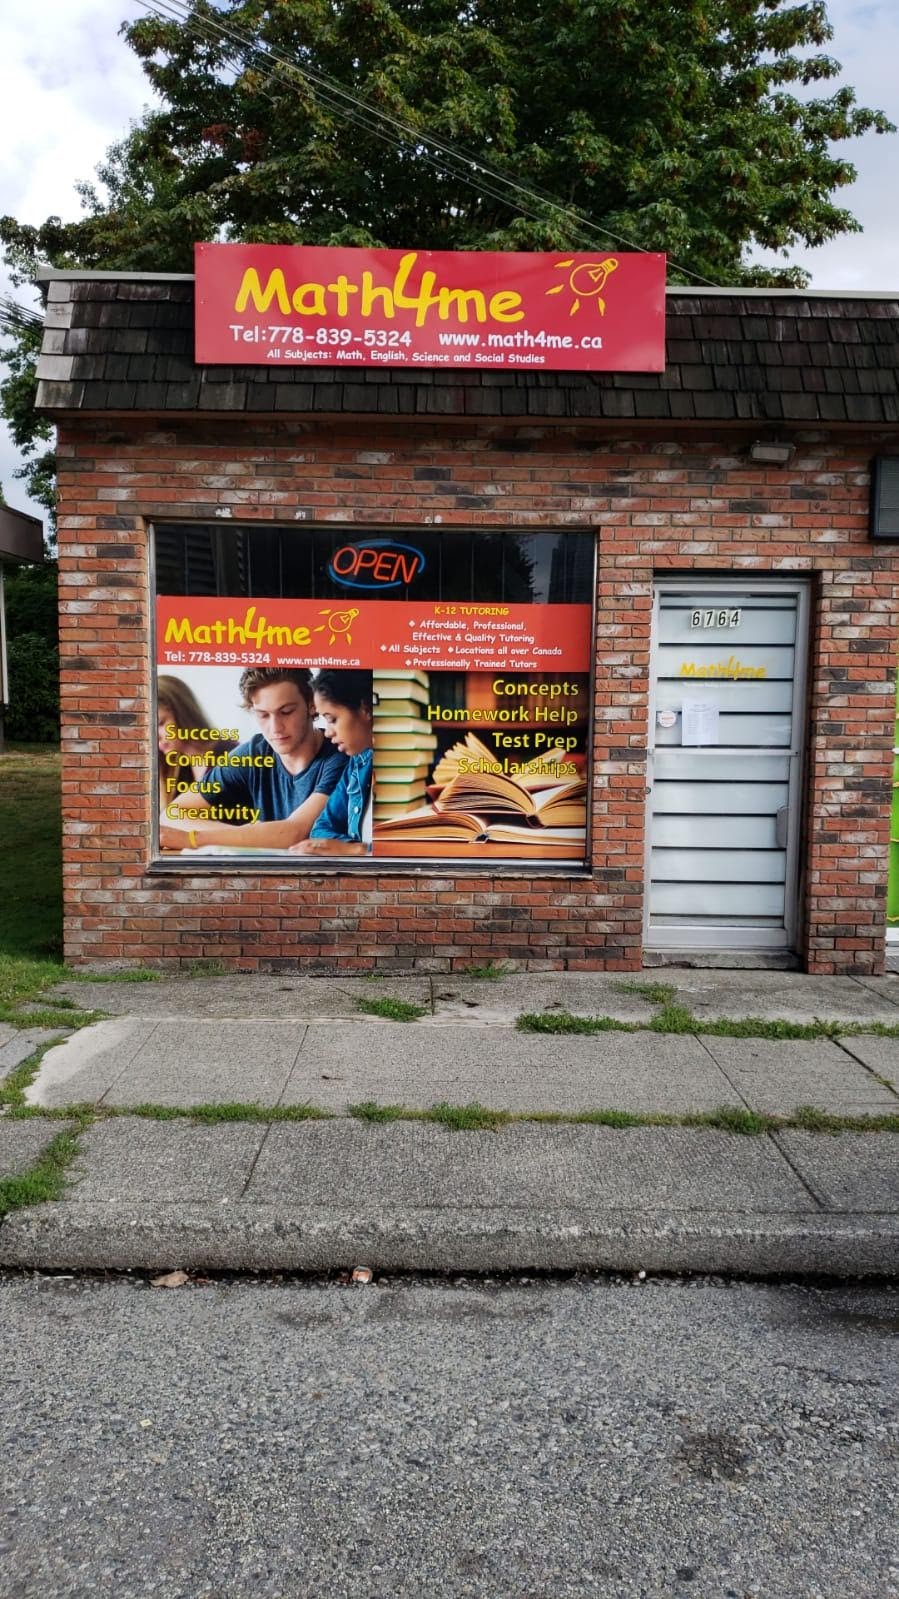 Math4me
Tel:778-839-5324 www.math4me.ca
All Subjects: Math, English, Science and Social Studies
OPEN
Math4me
Tel: 778-839-5324 www.math4me.ca
K-12 TUTORING
❖ Affordable, Professional,
Effective & Quality Tutoring
❖ All Subjects ❖ Locations all over Canada
❖ Professionally Trained Tutors
Success
Confidence
Focus
Creativity
Concepts
Homework Help
Test Prep
Scholarships
6764
Math4me